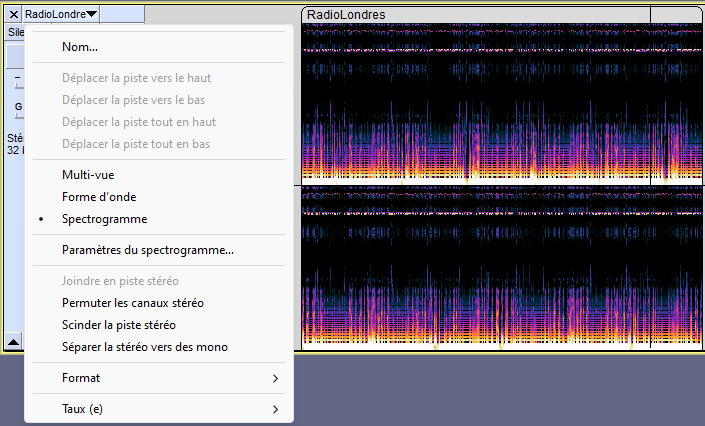 RadioLondre
RadioLondres
Sile
Nom...
Déplacer la piste vers le haut
Déplacer la piste vers le bas
Déplacer la piste tout en haut
Déplacer la piste tout en bas
G
Stéré
32 b
Multi-vue
Forme d'onde
Spectrogramme
Paramètres du spectrogramme...
Joindre en piste stéréo
Permuter les canaux stéréo
Scinder la piste stéréo
Séparer la stéréo vers des mono
Format
Taux (e)